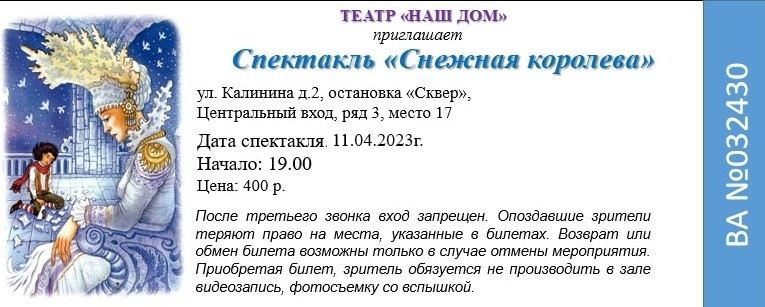 ТЕАТР «НАШ ДОМ»
приглашает
Спектакль «Снежная королева»
ул. Калинина д.2, остановка «Сквер»,
Центральный вход, ряд 3, место 17
Дата спектакля. 11.04.2023г.
Начало: 19.00
Цена: 400 р.
После третьего звонка вход запрещен. Опоздавшие зрители
теряют право на места, указанные в билетах. Возврат или
обмен билета возможны только в случае отмены мероприятия.
Приобретая билет, зритель обязуется не производить в зале
видеозапись, фотосъемку со вспышкой.
ВА №032430